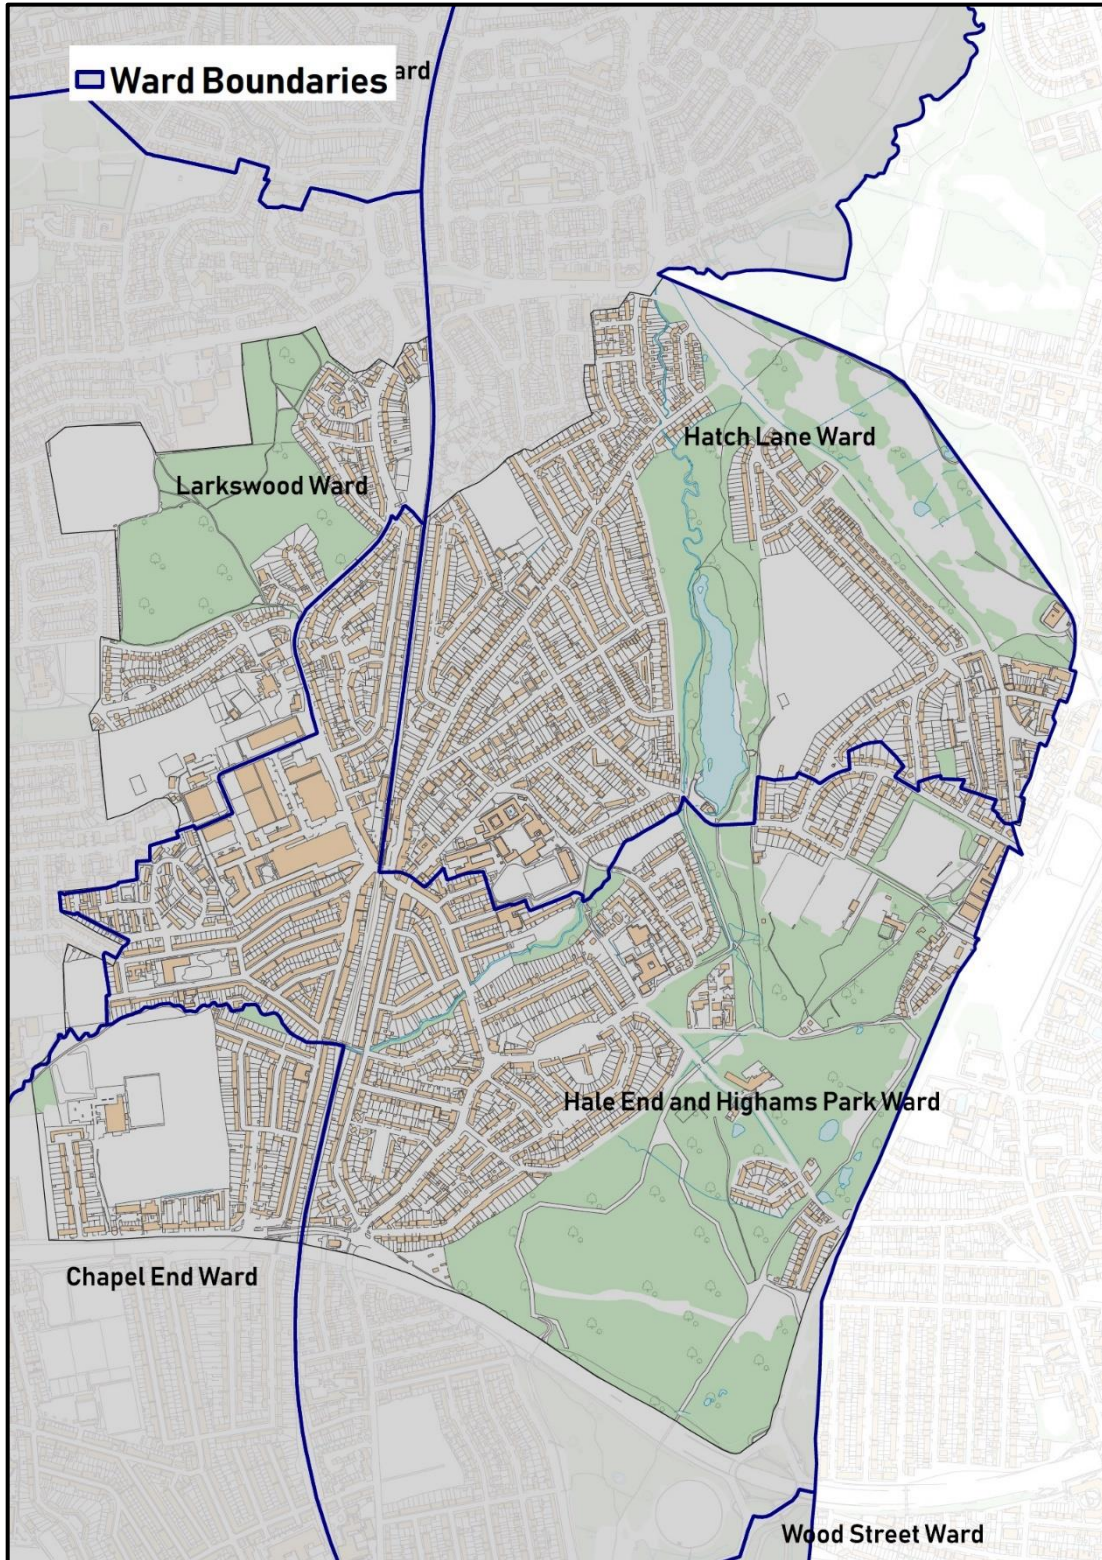 Ward Boundaries
ard
Hatch Lane Ward
Larkswood Ward
Hale End and Highams Park Ward
Chapel End Ward
Wood Street Ward